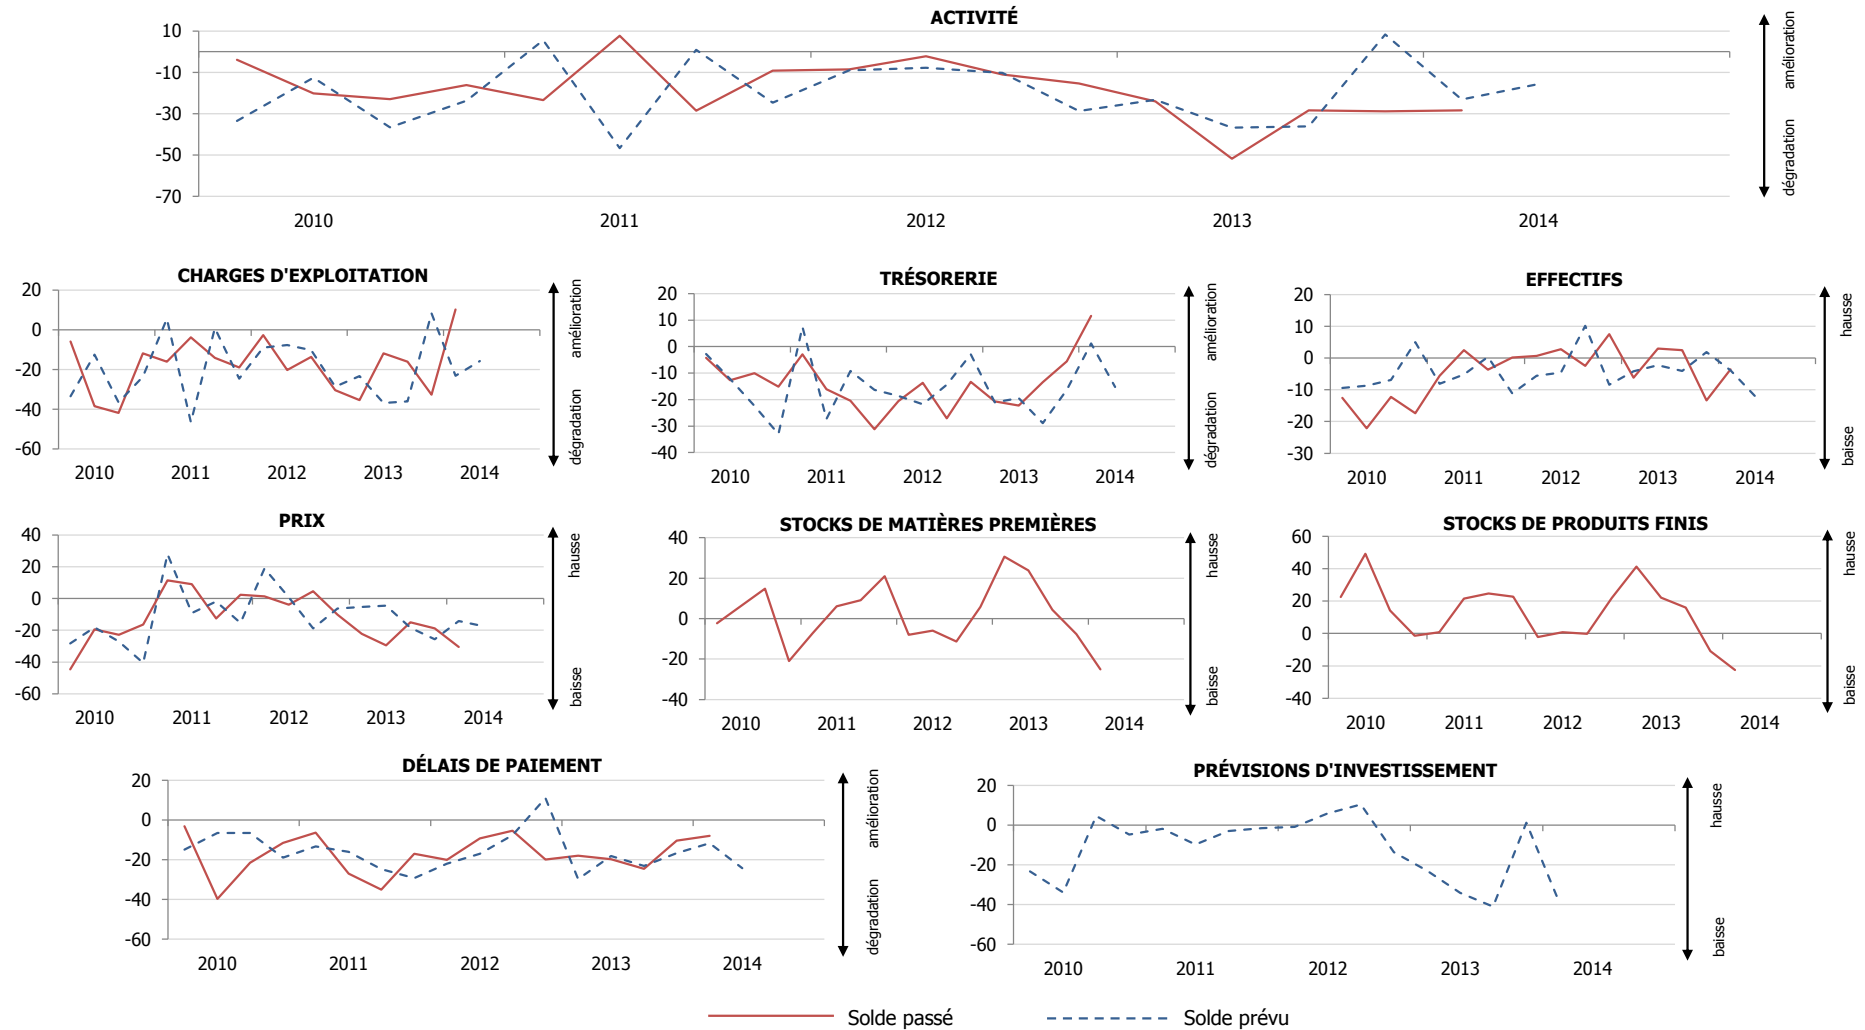 ACTIVITÉ
10
-10
-30
-50
-70
2010 2011 2012 2013 2014
amélioration
dégradation
CHARGES D'EXPLOITATION
20
0
-20
-40
-60
2010 2011 2012 2013 2014
amélioration
dégradation
TRÉSORERIE
20
10
0
-10
-20
-30
-40
2010 2011 2012 2013 2014
amélioration
dégradation
EFFECTIFS
20
10
0
-10
-20
-30
2010 2011 2012 2013 2014
hausse
baisse
PRIX
40
20
0
-20
-40
-60
2010 2011 2012 2013 2014
hausse
baisse
STOCKS DE MATIÈRES PREMIÈRES
40
20
0
-20
-40
2010 2011 2012 2013 2014
hausse
baisse
STOCKS DE PRODUITS FINIS
60
40
20
0
-20
-40
2010 2011 2012 2013 2014
hausse
baisse
DÉLAIS DE PAIEMENT
20
0
-20
-40
-60
2010 2011 2012 2013 2014
amélioration
dégradation
PRÉVISIONS D'INVESTISSEMENT
20
0
-20
-40
-60
2010 2011 2012 2013 2014
hausse
baisse
Solde passé Solde prévu